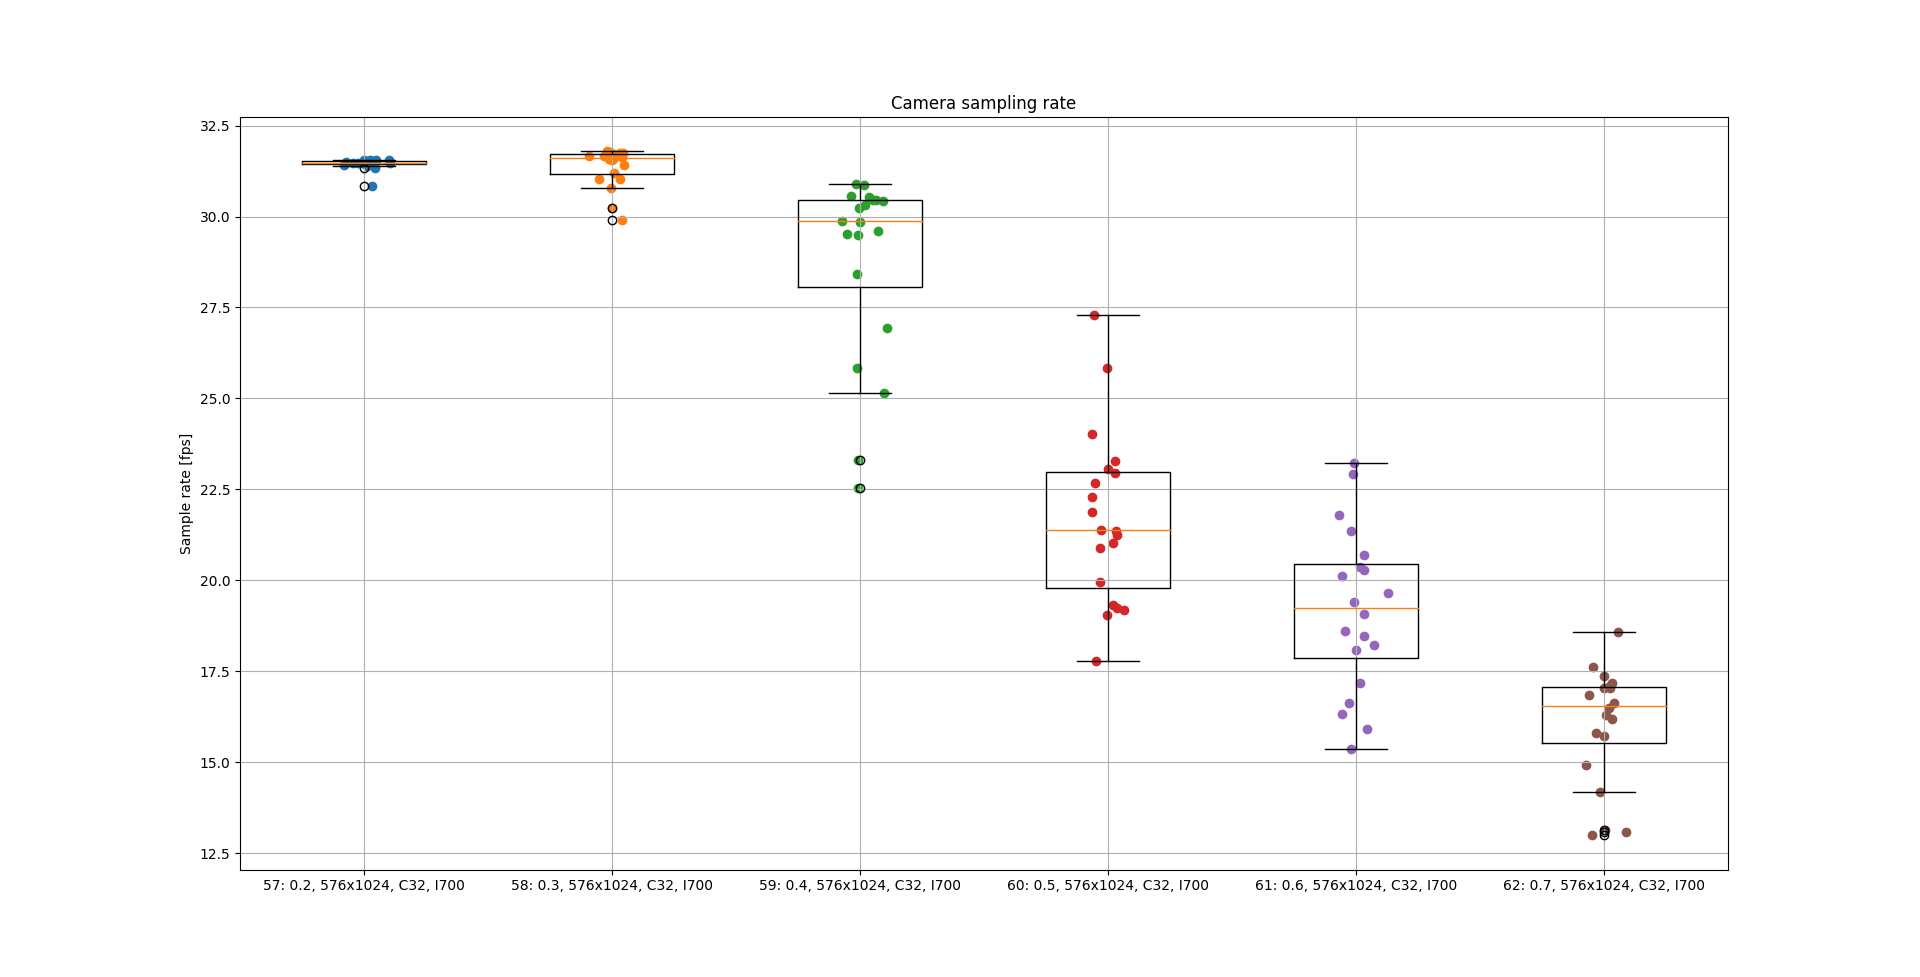 Camera sampling rate
32.5
30.0
27.5
25.0
22.5
20.0
17.5
15.0
12.5
Sample rate [fps]
57: 0.2, 576x1024, C32, I700
58: 0.3, 576x1024, C32, I700
59: 0.4, 576x1024, C32, I700
60: 0.5, 576x1024, C32, I700
61: 0.6, 576x1024, C32, I700
62: 0.7, 576x1024, C32, I700